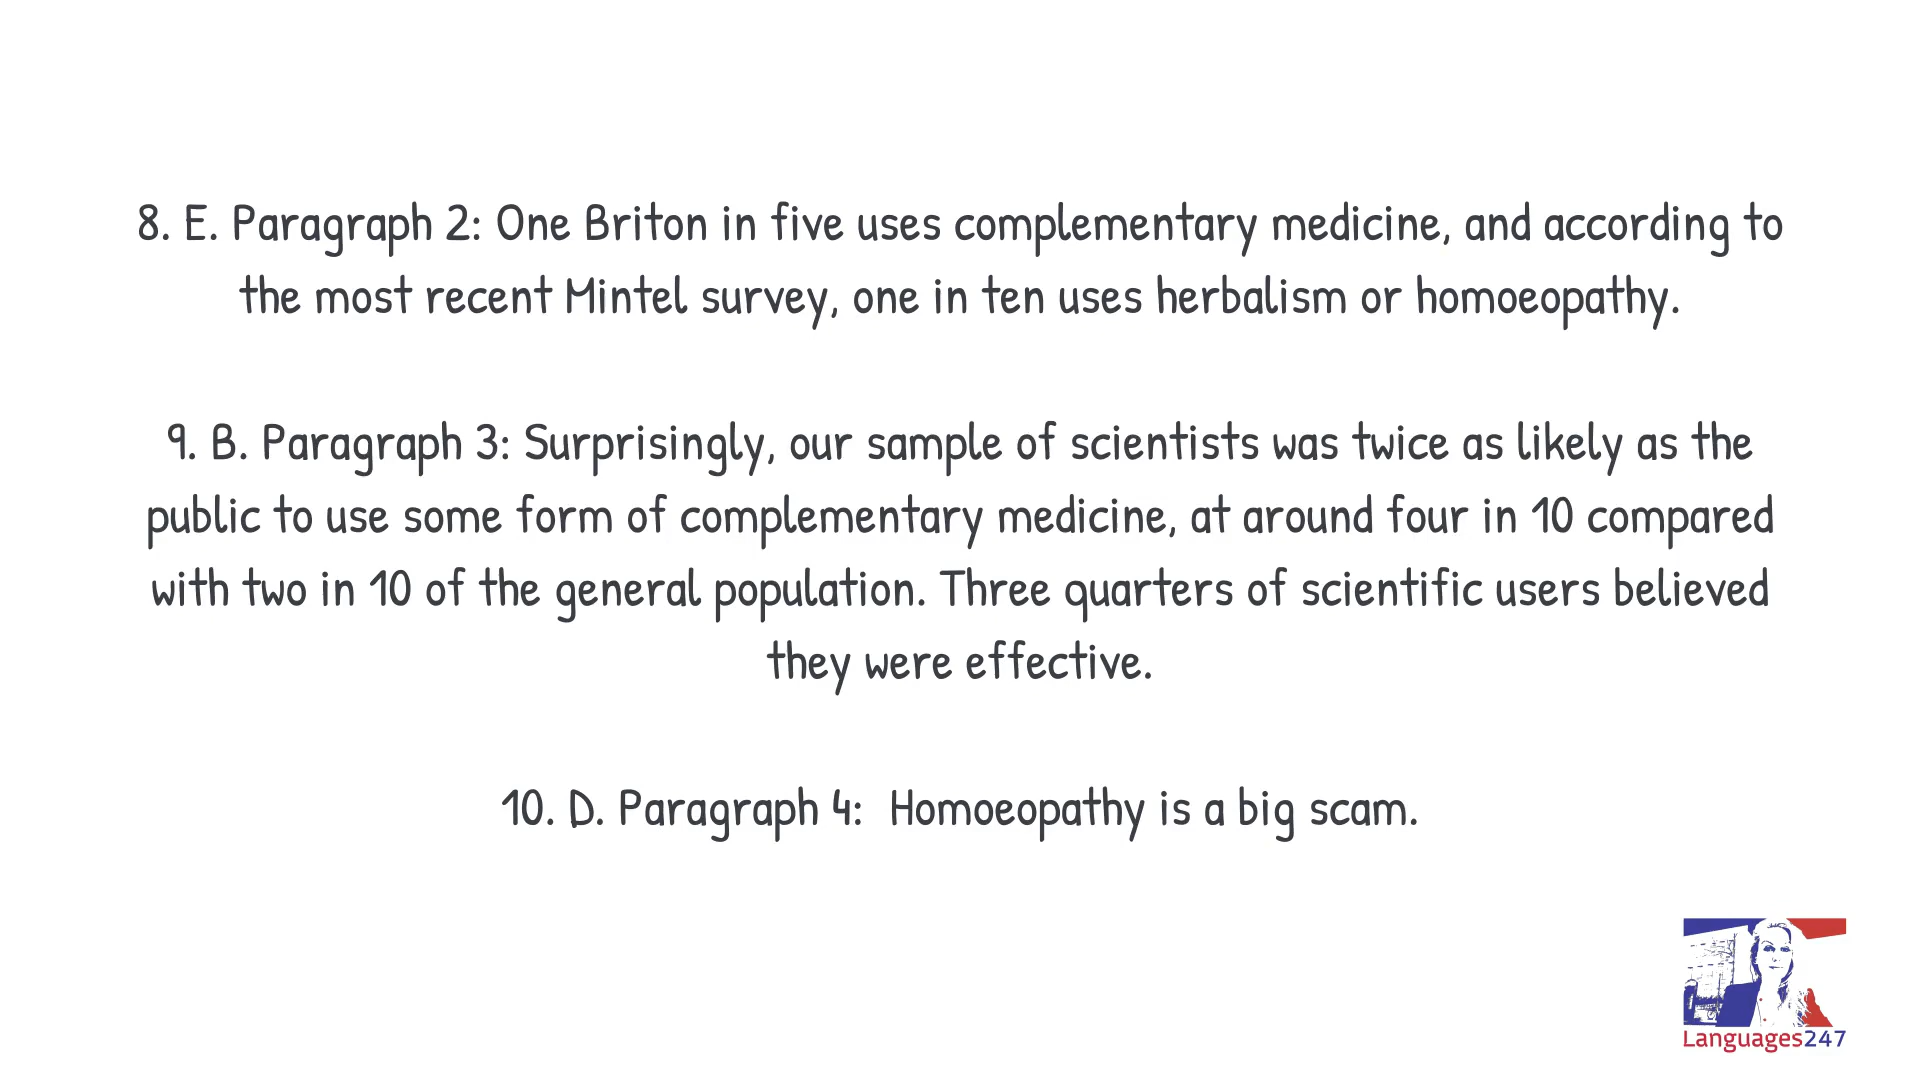 8. E. Paragraph 2: One Briton in five uses complementary medicine, and according to
the most recent Mintel survey, one in ten uses herbalism or homoeopathy.
9. B. Paragraph 3: Surprisingly, our sample of scientists was twice as likely as the
public to use some form of complementary medicine, at around four in 10 compared
with two in 10 of the general population. Three quarters of scientific users believed
they were effective.
10. D. Paragraph 4: Homoeopathy is a big scam.
Languages247